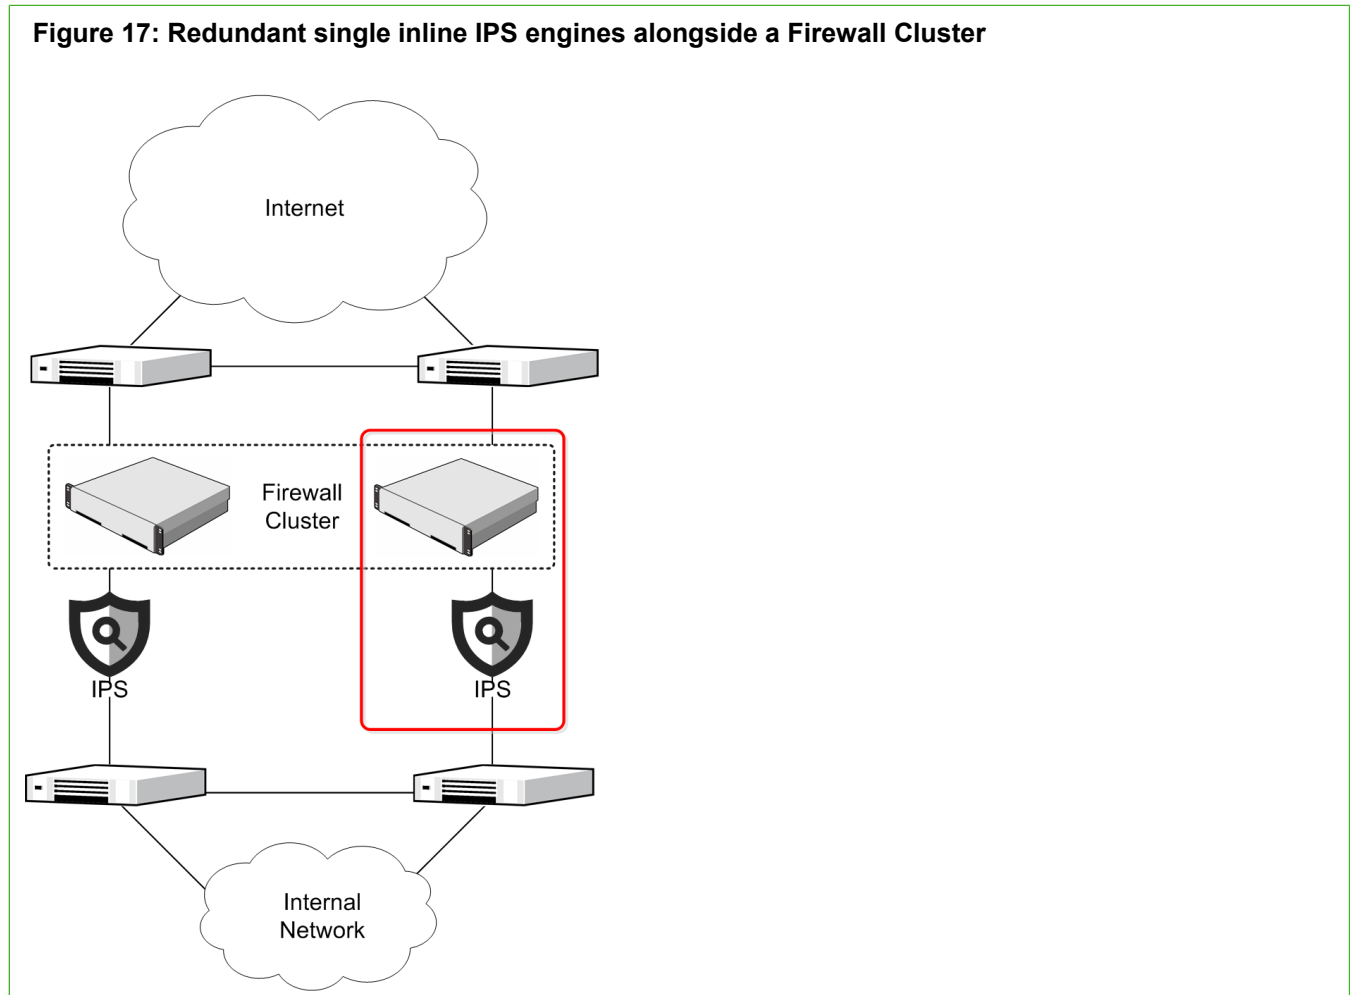 Figure 17: Redundant single inline IPS engines alongside a Firewall Cluster
Internet
Firewall
Cluster
IPS
IPS
Internal
Network